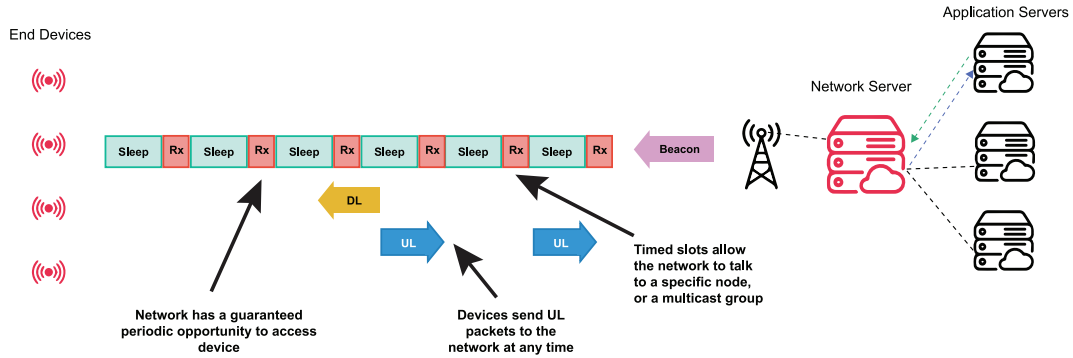 Application Servers
End Devices
Network Server
Sleep Rx Sleep Rx Sleep Rx Sleep Rx Sleep Rx Sleep Rx
Beacon
DL
UL
UL
Timed slots allow
the network to talk
to a specific node,
or a multicast group
Network has a guaranteed
periodic opportunity to access
device
Devices send UL
packets to the
network at any time